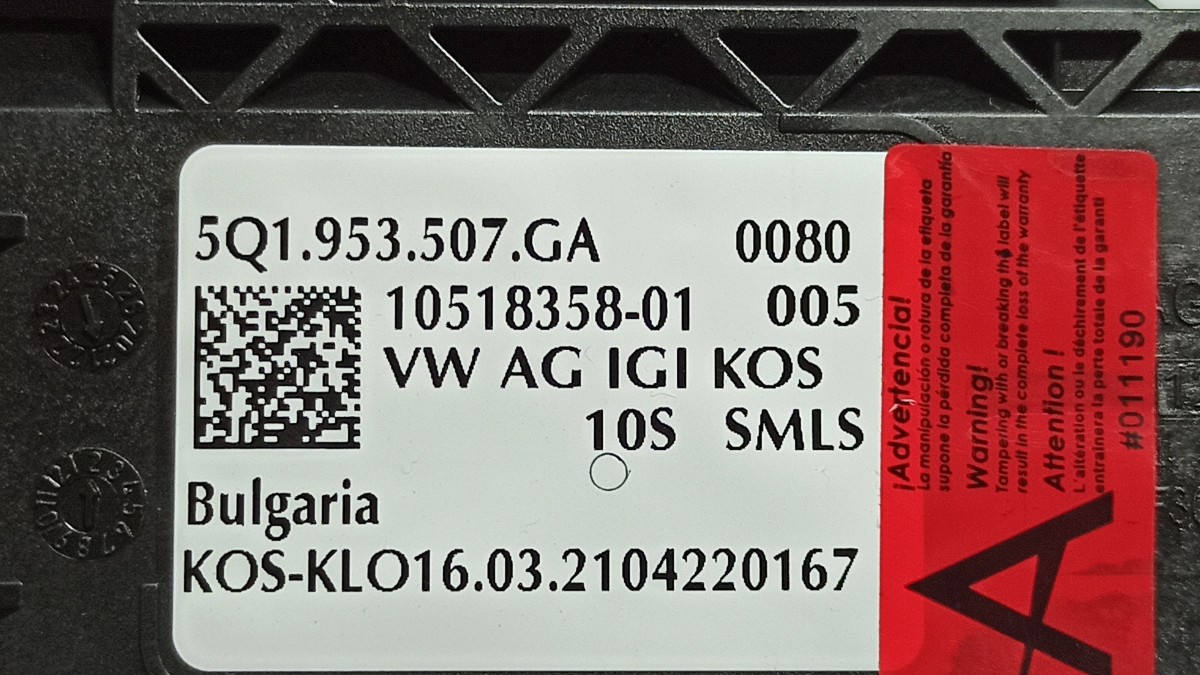 5Q1.953.507.GA 0080
10518358-01 005
VW AG IGI KOS
10S SMLS
Bulgaria
KOS-KLO16.03.2104220167
¡Advertencia!
La manipulación o rotura de la etiqueta
supone la pérdida completa de la garantía
Warning!
Tampering with or breaking the label will
result in the complete loss of the warranty
Attention !
L'altération ou le déchirement de l'étiquette
entraînera la perte totale de la garanti
#011190
A